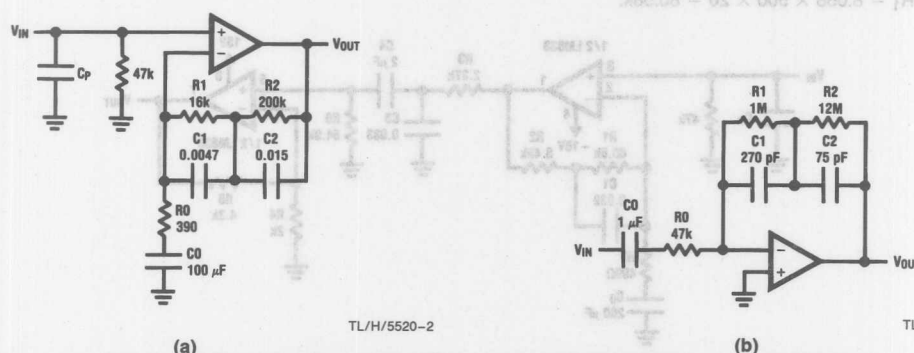 VIN
CP
47k
VOUT
R1
16k
R2
200k
C1
0.0047
C2
0.015
R0
390
C0
100 μF
TL/H/5520–2
(a)
R1
1M
R2
12M
C1
270 pF
C2
75 pF
C0
1 μF
R0
47k
VIN
VOU
TL
(b)